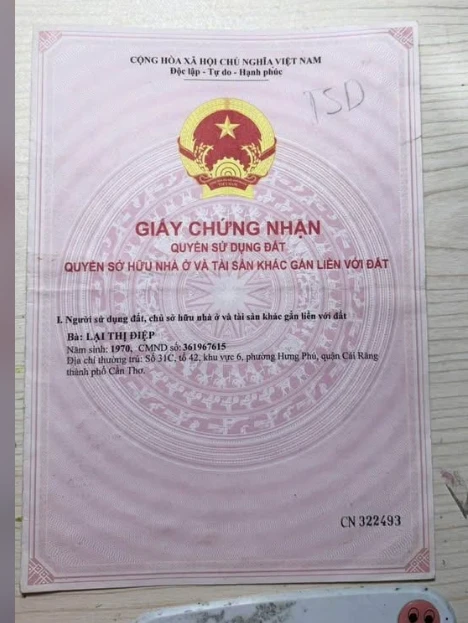 CỘNG HÒA XÃ HỘI CHỦ NGHĨA VIỆT NAM
Độc lập - Tự do - Hạnh phúc
TSD
GIẤY CHỨNG NHẬN
QUYỀN SỬ DỤNG ĐẤT
QUYỀN SỞ HỮU NHÀ Ở VÀ TÀI SẢN KHÁC GẮN LIỀN VỚI ĐẤT
I. Người sử dụng đất, chủ sở hữu nhà ở và tài sản khác gắn liền với đất
Bà: LẠI THỊ ĐIỆP
Năm sinh: 1970, CMND số: 361967615
Địa chỉ thường trú: Số 31C, tổ 42, khu vực 6, phường Hưng Phú, quận Cái Răng
thành phố Cần Thơ.
CN 322493